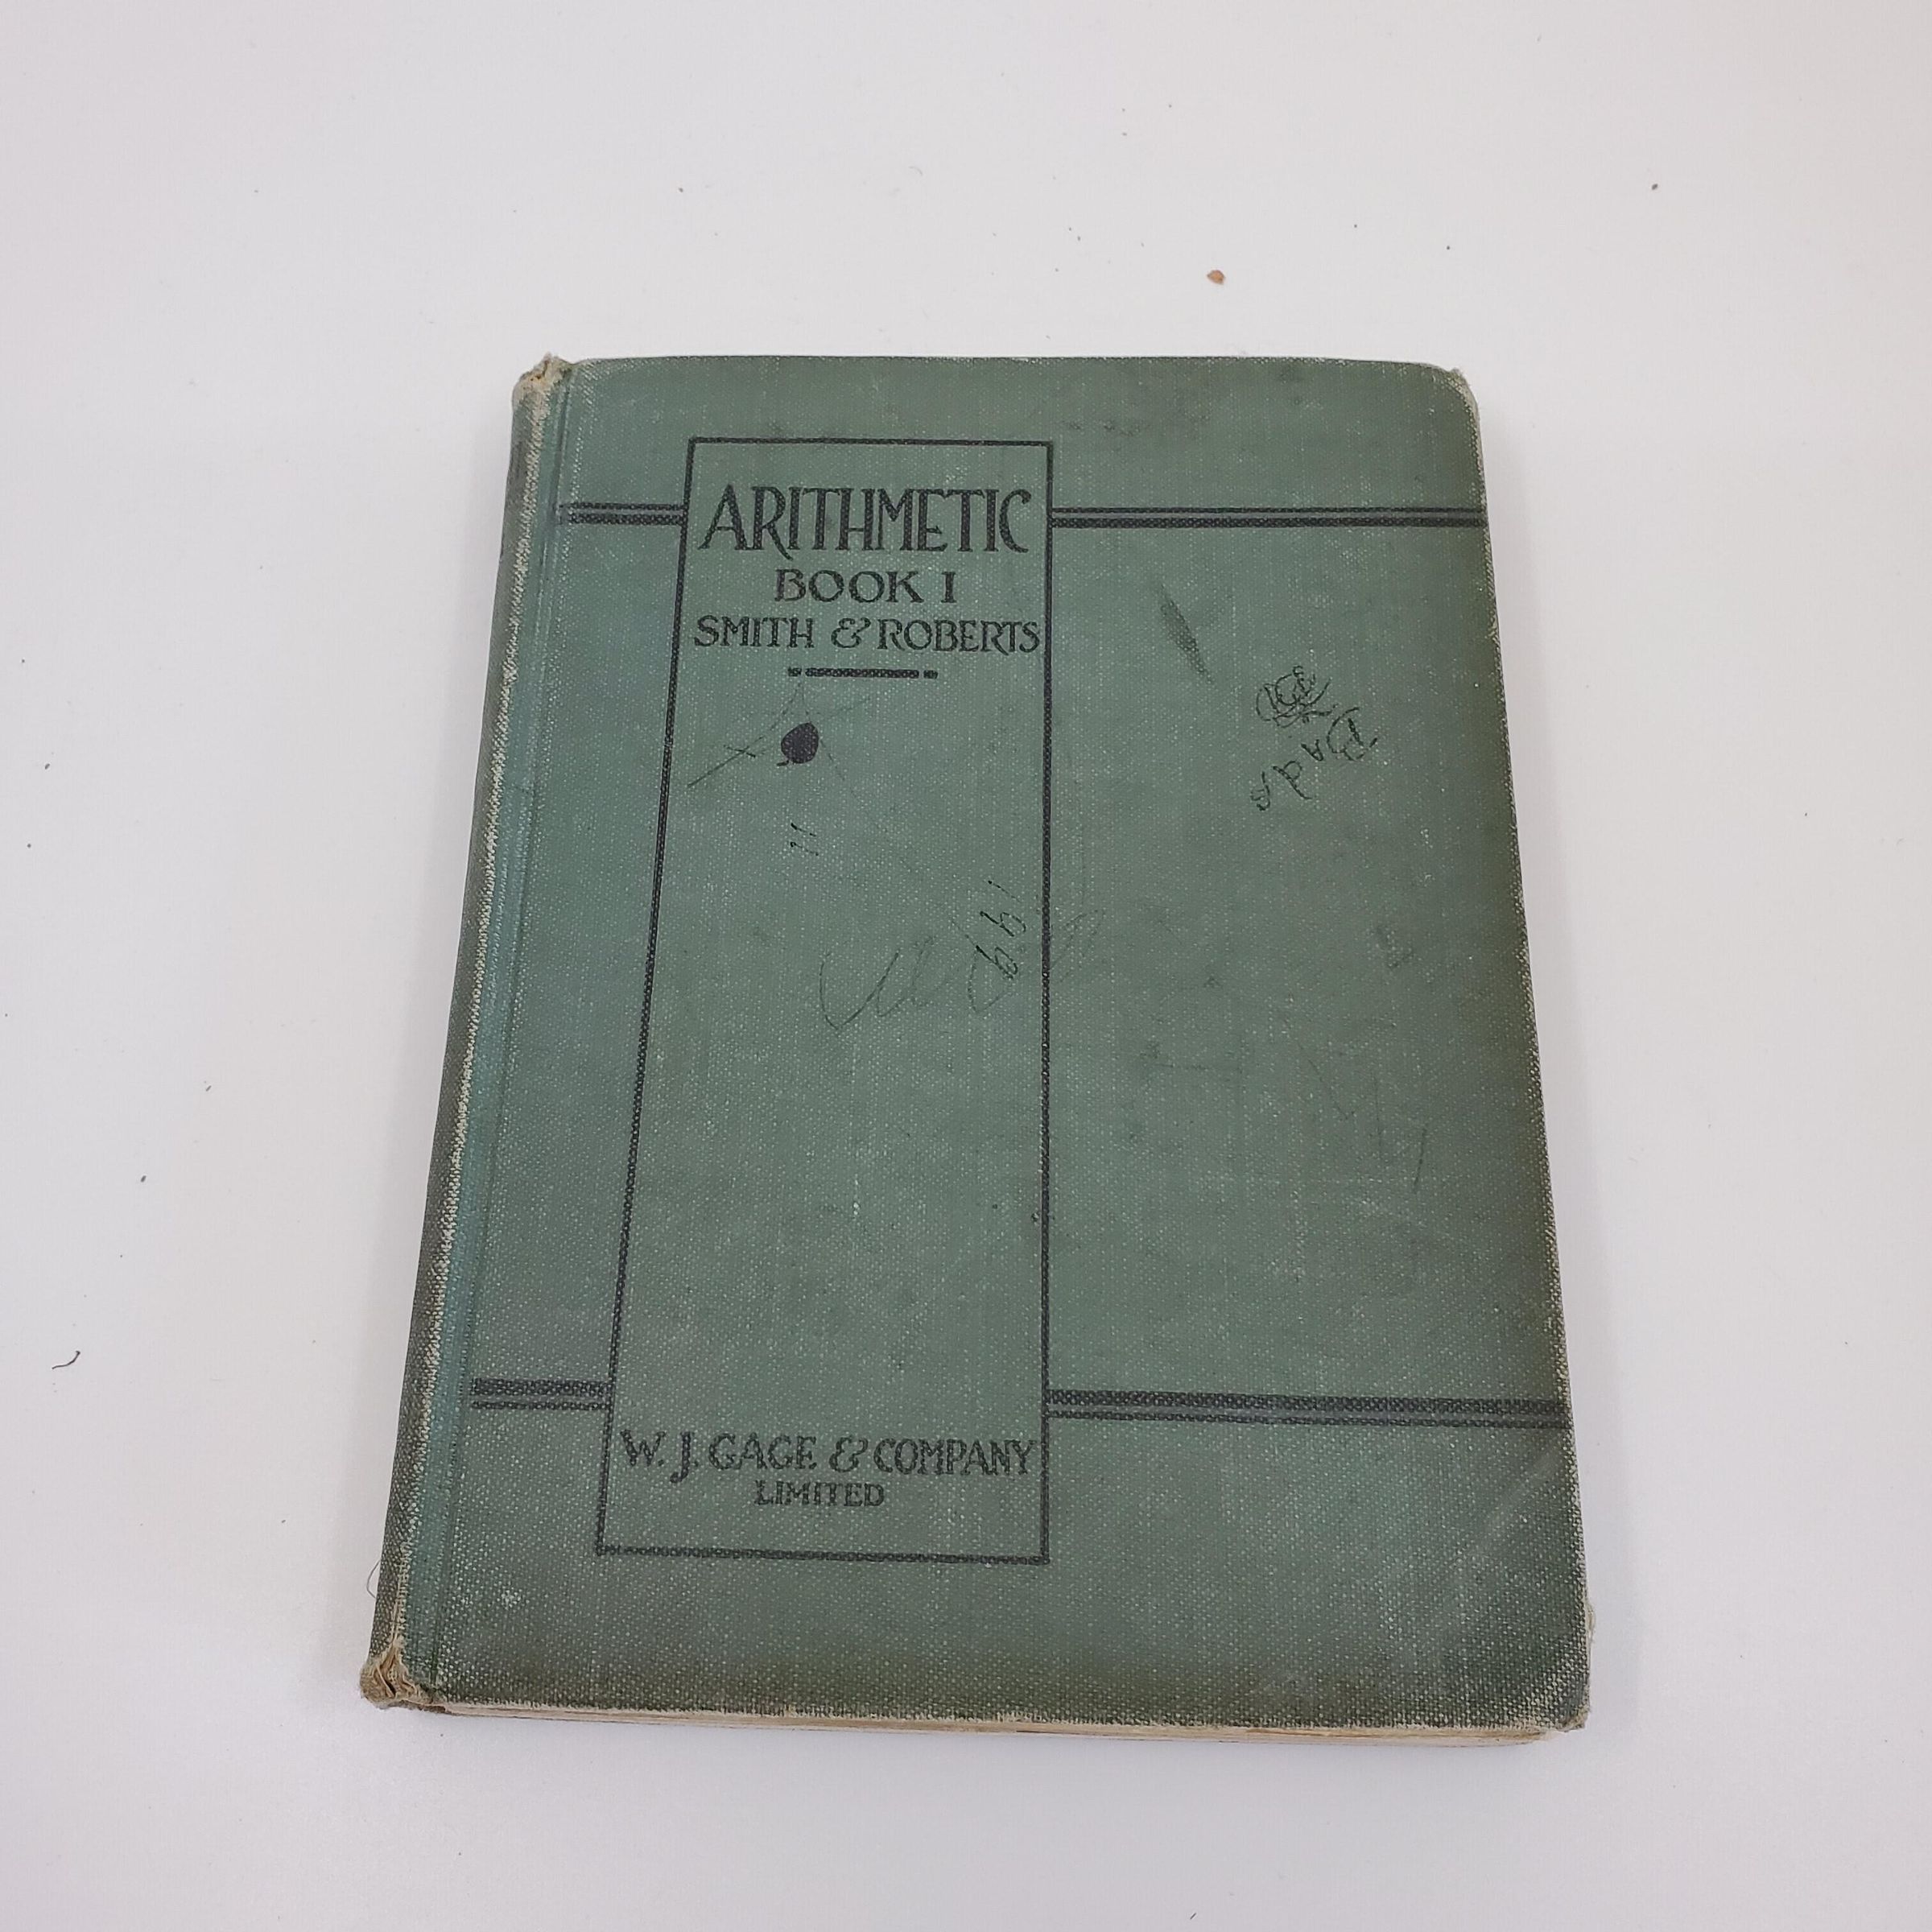 ARITHMETIC
BOOK I
SMITH & ROBERTS
W. J. GAGE & COMPANY
LIMITED